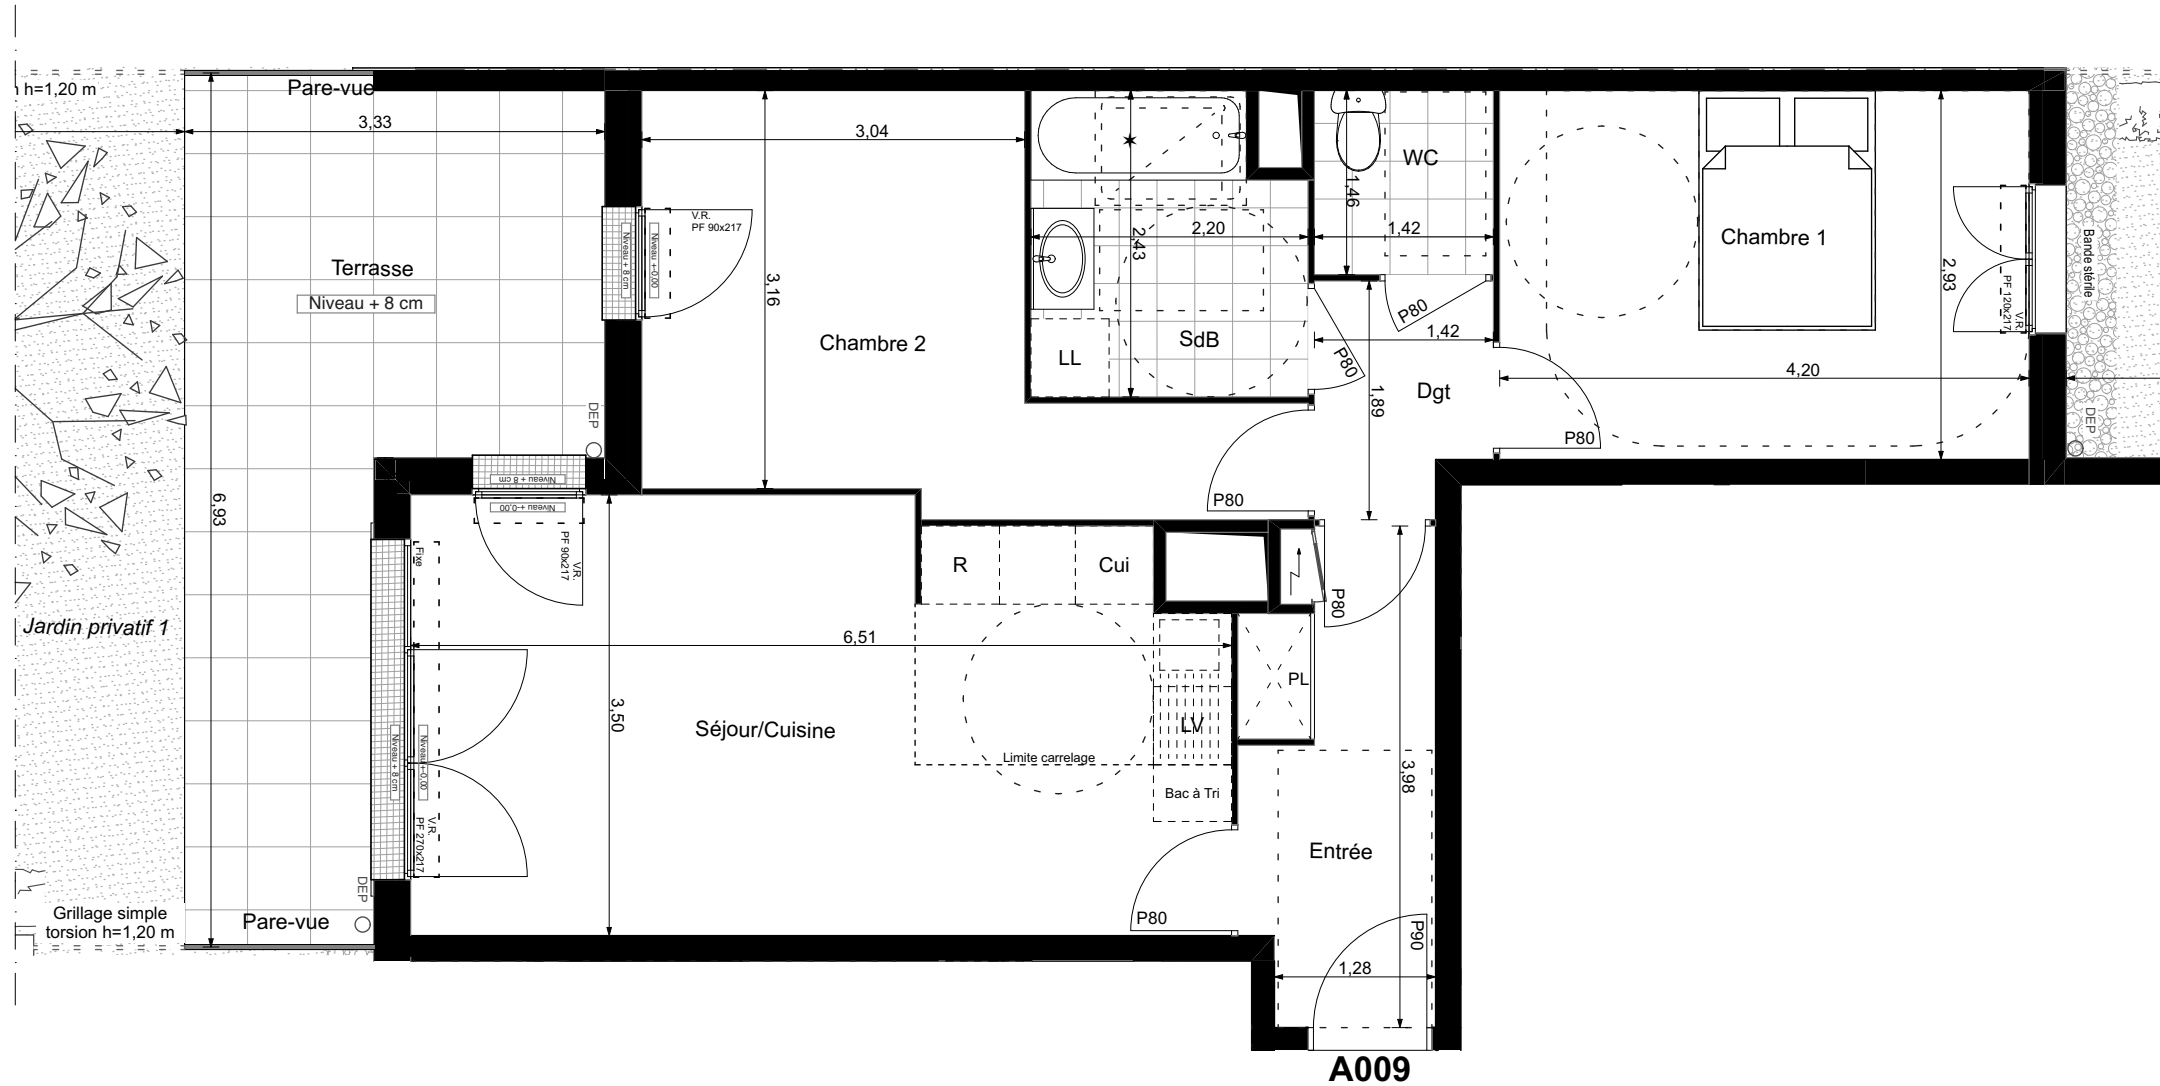 h=1,20 m
Pare-vue
3,33
Terrasse
Niveau + 8 cm
6,93
DEP
Jardin privatif 1
Grillage simple
torsion h=1,20 m
Pare-vue
DEP
3,04
V.R.
PF 90x217
Niveau + 8 cm
Niveau +-0,00
3,16
Chambre 2
2,20
2,43
SdB
LL
P80
WC
1,46
1,42
P80
1,42
1,89
Dgt
P80
Chambre 1
2,93
4,20
P80
V.R.
PF 120x217
Bande stérile
DEP
Niveau + 8 cm
Niveau +-0,00
V.R.
PF 90x217
Fixe
Niveau + 8 cm
Niveau +-0,00
V.R.
PF 270x217
6,51
3,50
Séjour/Cuisine
R
Cui
LV
Limite carrelage
Bac à Tri
P80
PL
P80
3,98
Entrée
P90
1,28
A009